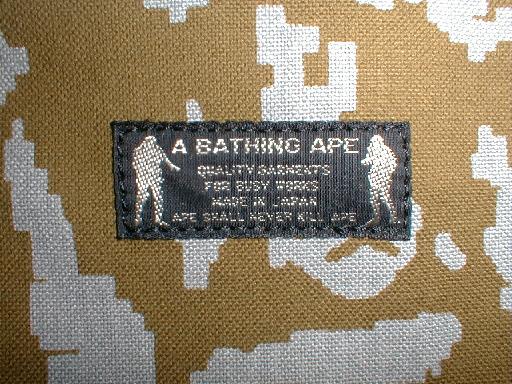 A BATHING APE
QUALITY GARMENTS
FOR BUSY WORKS
MADE IN JAPAN
APE SHALL NEVER KILL APE